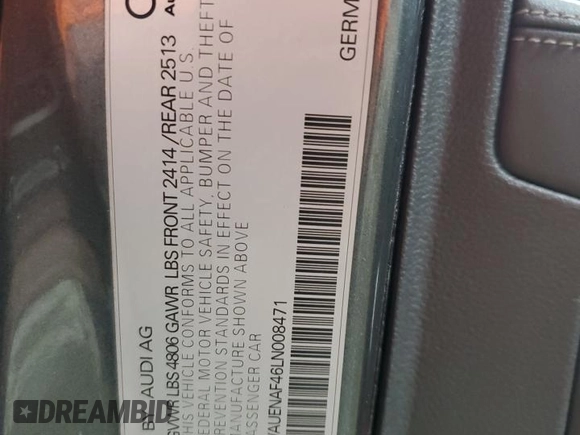 BY AUDI AG
GVWR LBS 4806 GAWR LBS FRONT 2414 /REAR 2513
THIS VEHICLE CONFORMS TO ALL APPLICABLE U.S.
FEDERAL MOTOR VEHICLE SAFETY, BUMPER AND THEFT
PREVENTION STANDARDS IN EFFECT ON THE DATE OF
MANUFACTURE SHOWN ABOVE
PASSENGER CAR
WAUENAF46LN008471
GERM
DREAMBID